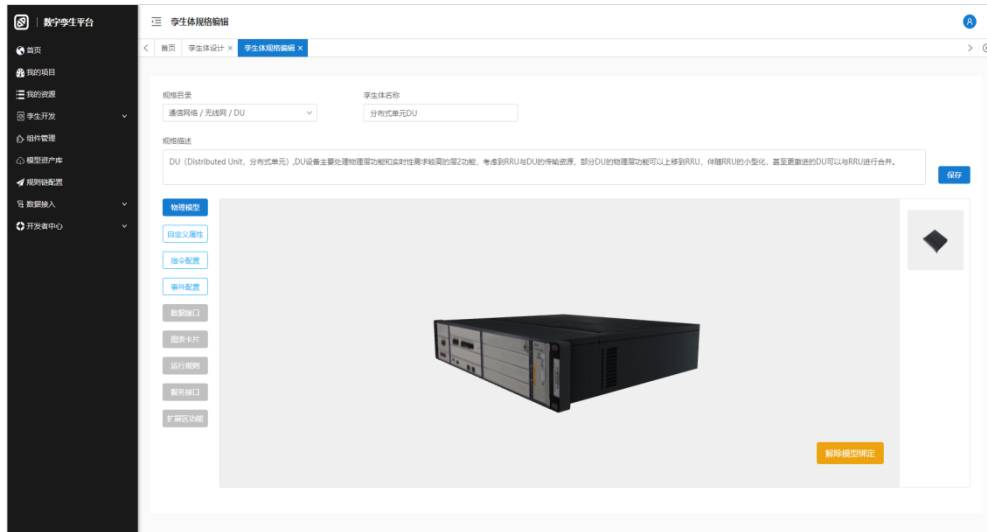 数字孪生平台
孪生体规格编辑
首页
孪生体设计 ×
孪生体规格编辑 ×
首页
我的项目
我的资源
孪生开发
组件管理
模型资产库
规则链配置
数据接入
开发者中心
规格目录
孪生体名称
通信网络 / 无线网 / DU
分布式单元DU
规格描述
DU（Distributed Unit，分布式单元）,DU设备主要处理物理层功能和实时性需求较高的层2功能，考虑到RRU与DU的传输资源，部分DU的物理层功能可以上移到RRU，伴随RRU的小型化，甚至更激进的DU可以与RRU进行合并。
保存
物理模型
自定义属性
指令配置
事件配置
数据接口
图表卡片
运行规则
服务接口
扩展区功能
解除模型绑定